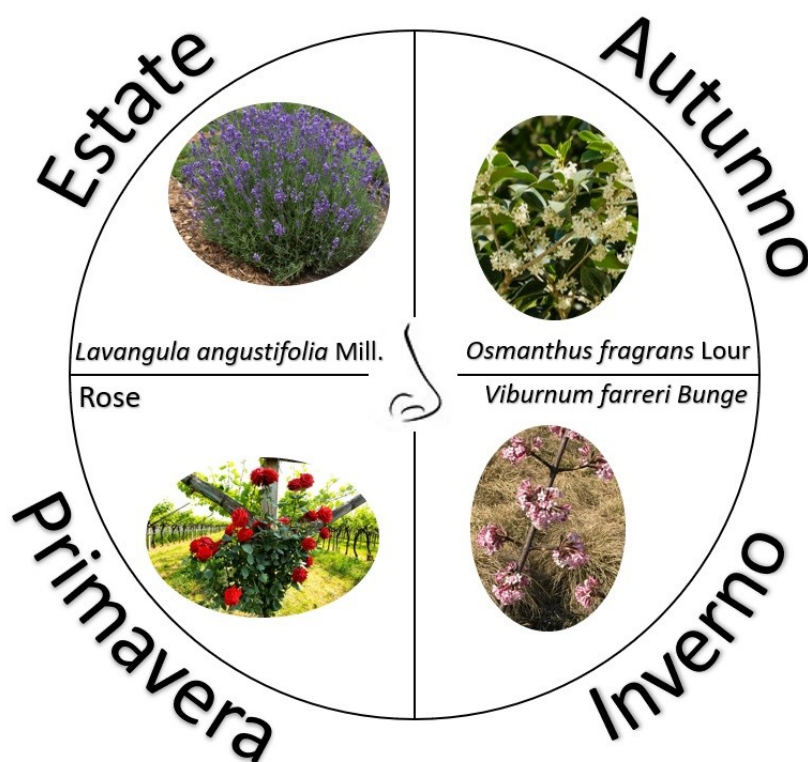 Estate
Autunno
Lavangula angustifolia Mill.
Osmanthus fragrans Lour
Rose
Viburnum farreri Bunge
Primavera
Inverno